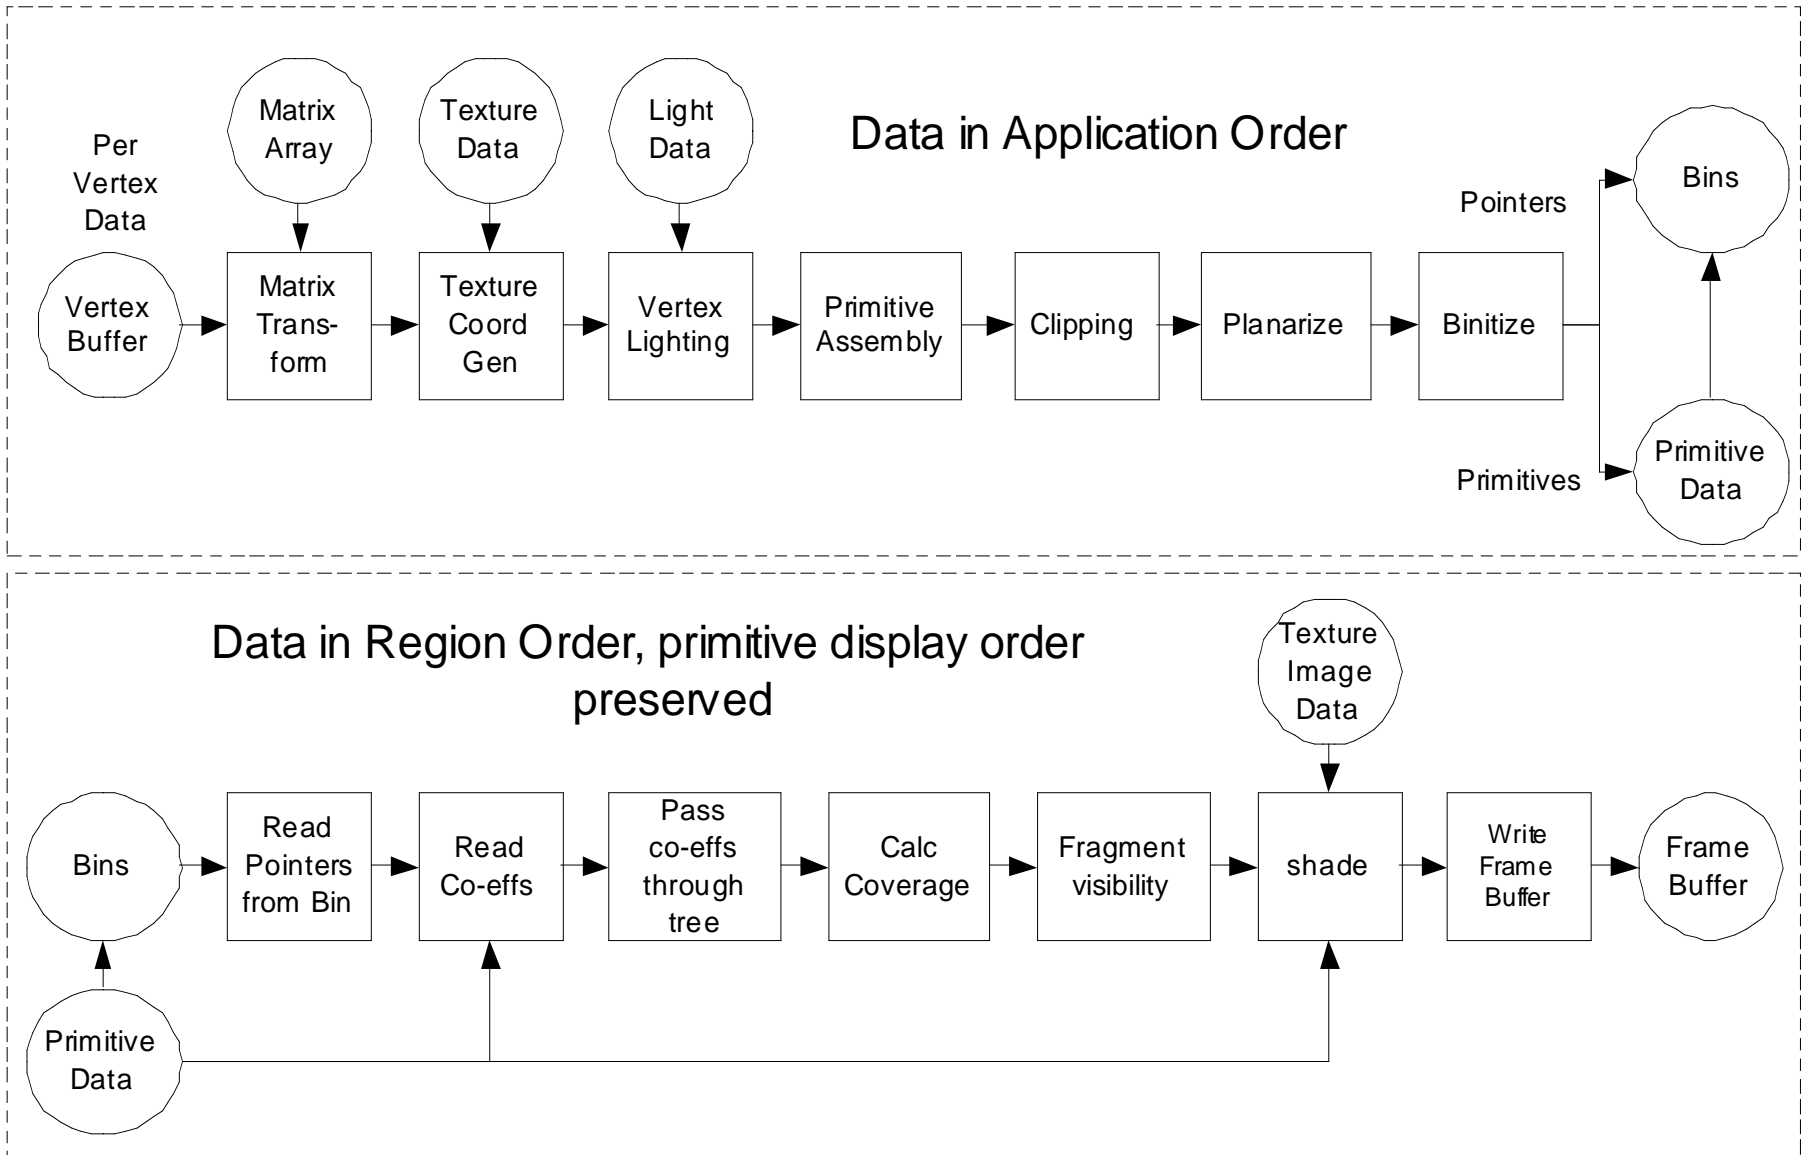 Per
Vertex
Data
Vertex
Buffer
Matrix
Array
Matrix
Trans-
form
Texture
Data
Texture
Coord
Gen
Light
Data
Vertex
Lighting
Data in Application Order
Primitive
Assembly
Clipping
Planarize
Binitize
Pointers
Primitives
Bins
Primitive
Data
Data in Region Order, primitive display order
preserved
Texture
Image
Data
Bins
Primitive
Data
Read
Pointers
from Bin
Read
Co-effs
Pass
co-effs
through
tree
Calc
Coverage
Fragment
visibility
shade
Write
Frame
Buffer
Frame
Buffer